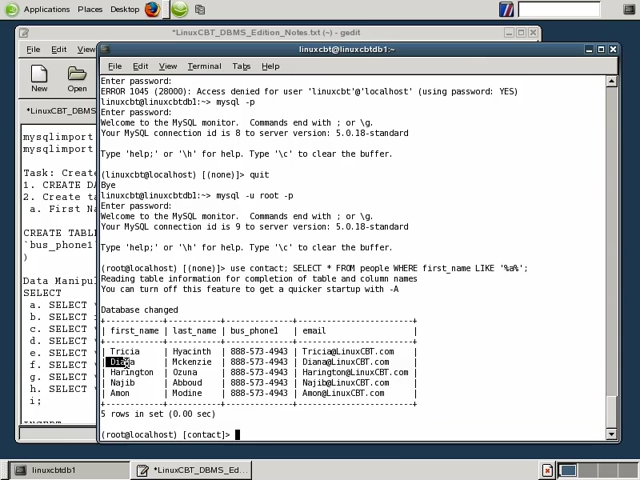 Applications Places Desktop
*LinuxCBT_DBMS_Edition_Notes.txt (~) - gedit
File Edit
New Open
*LinuxCBT_DBMS
mysqlimport
mysqlimport
Task: Create
1. CREATE DA
2. Create ta
a. First Na
CREATE TABLE
`bus_phone1`
)
Data Manipul
SELECT
a. SELECT
b. SELECT
c. SELECT
d. SELECT
e. SELECT
f. SELECT
g. SELECT
h. SELECT
i;
linuxcbt@linuxcbtdb1:~
File Edit View Terminal Tabs Help
Enter password:
ERROR 1045 (28000): Access denied for user 'linuxcbt'@'localhost' (using password: YES)
linuxcbt@linuxcbtdb1:~> mysql -p
Enter password:
Welcome to the MySQL monitor. Commands end with ; or \g.
Your MySQL connection id is 8 to server version: 5.0.18-standard
Type 'help;' or '\h' for help. Type '\c' to clear the buffer.
(linuxcbt@localhost) [(none)]> quit
Bye
linuxcbt@linuxcbtdb1:~> mysql -u root -p
Enter password:
Welcome to the MySQL monitor. Commands end with ; or \g.
Your MySQL connection id is 9 to server version: 5.0.18-standard
Type 'help;' or '\h' for help. Type '\c' to clear the buffer.
(root@localhost) [(none)]> use contact; SELECT * FROM people WHERE first_name LIKE '%a%';
Reading table information for completion of table and column names
You can turn off this feature to get a quicker startup with -A
Database changed
| first_name | last_name | bus_phone1 | email |
| Tricia | Hyacinth | 888-573-4943 | Tricia@LinuxCBT.com |
| Diana | Mckenzie | 888-573-4943 | Diana@LinuxCBT.com |
| Harington | Ozuna | 888-573-4943 | Harington@LinuxCBT.com |
| Najib | Abboud | 888-573-4943 | Najib@LinuxCBT.com |
| Amon | Modine | 888-573-4943 | Amon@LinuxCBT.com |
5 rows in set (0.00 sec)
(root@localhost) [contact]>
linuxcbtdb1
*LinuxCBT_DBMS_Ed...